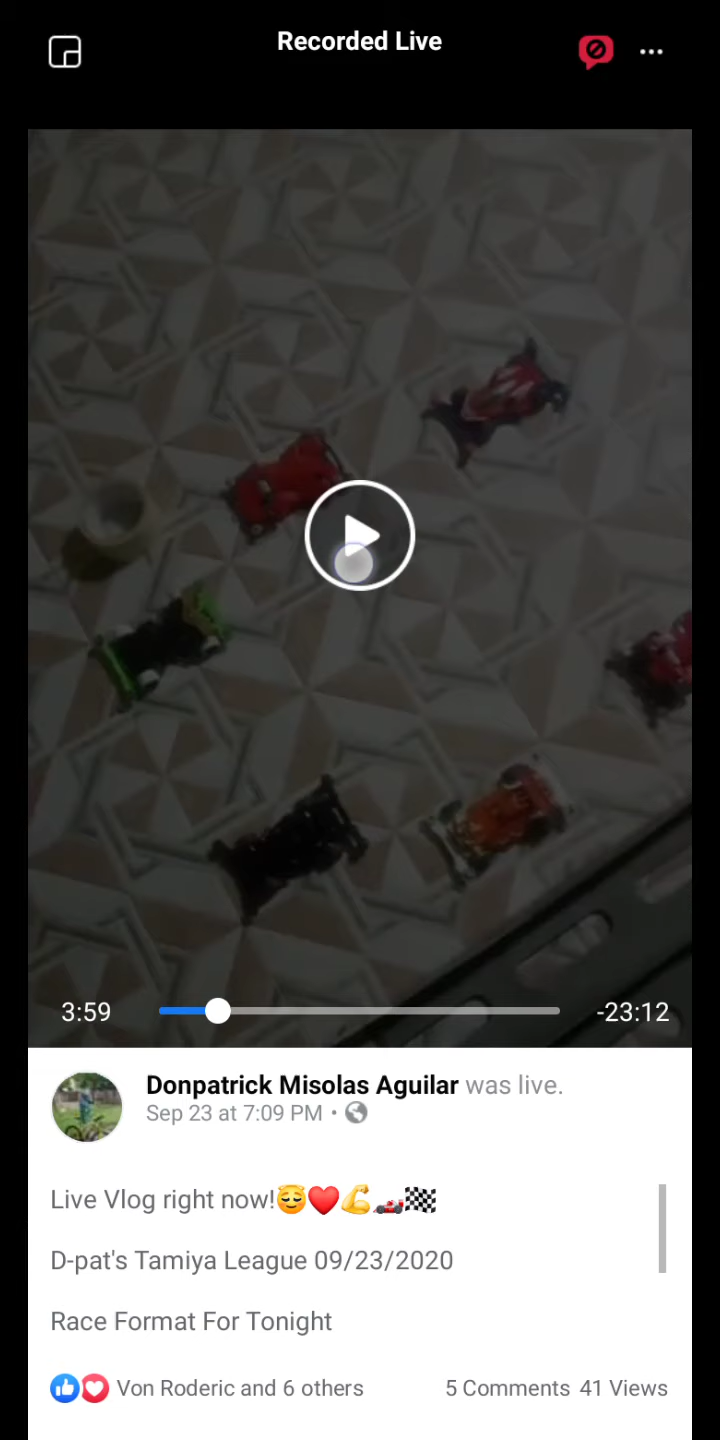 Recorded Live
3:59
-23:12
Donpatrick Misolas Aguilar was live.
Sep 23 at 7:09 PM •
Live Vlog right now!😇❤️💪🏎️🏁
D-pat's Tamiya League 09/23/2020
Race Format For Tonight
Von Roderic and 6 others
5 Comments 41 Views